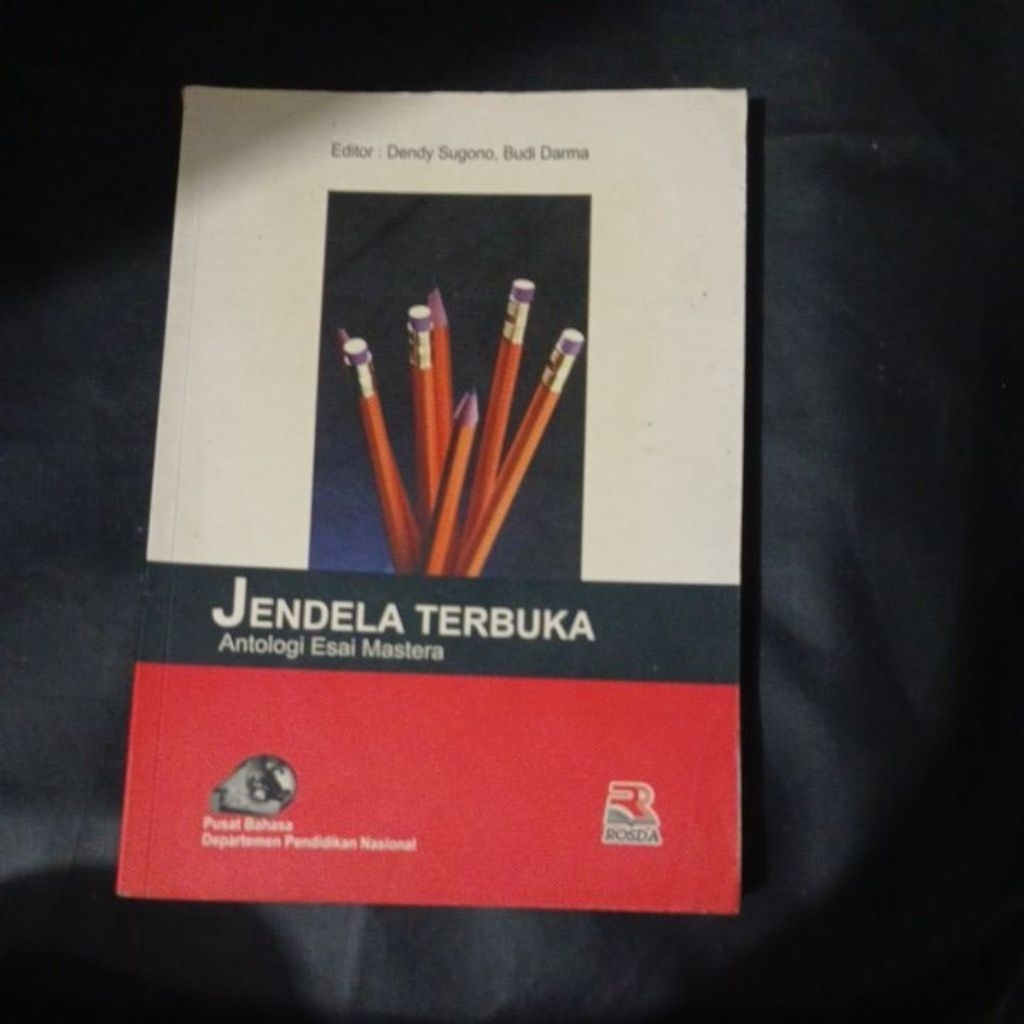 Editor : Dendy Sugono, Budi Darma
JENDELA TERBUKA
Antologi Esai Mastera
Pusat Bahasa
Departemen Pendidikan Nasional
ROSDA